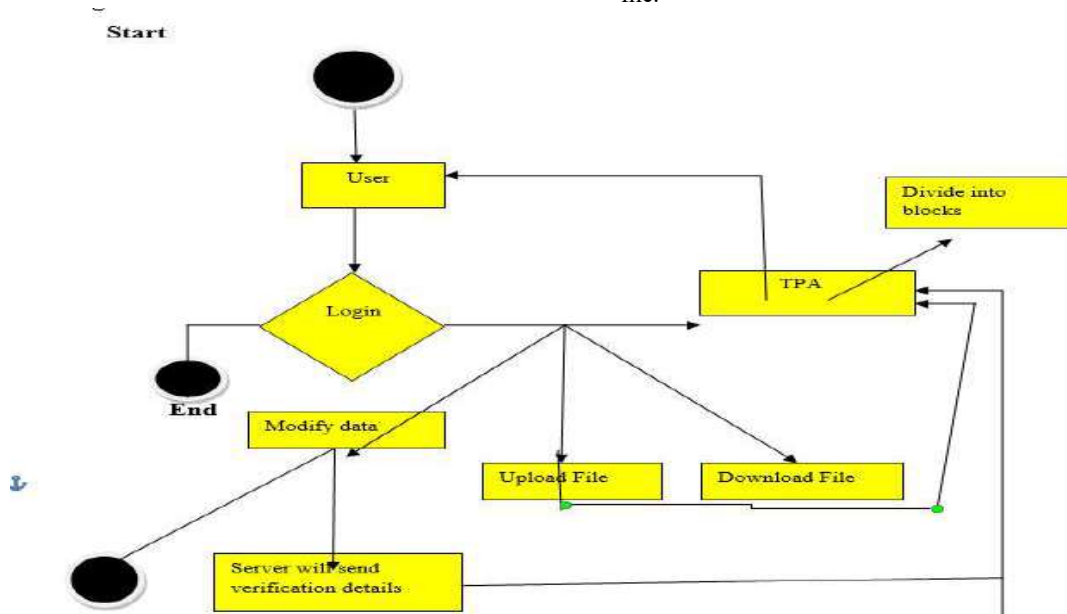 Start
User
Divide into
blocks
TPA
Login
End
Modify data
Upload File
Download File
Server will send
verification details